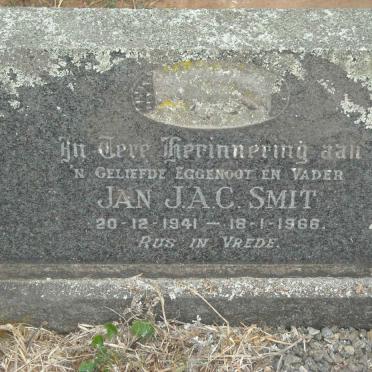 In Tere Herinnering aan
'n Geliefde Eggenoot en Vader
Jan J.A.C. Smit
20-12-1941 — 18-1-1966.
Rus in Vrede.